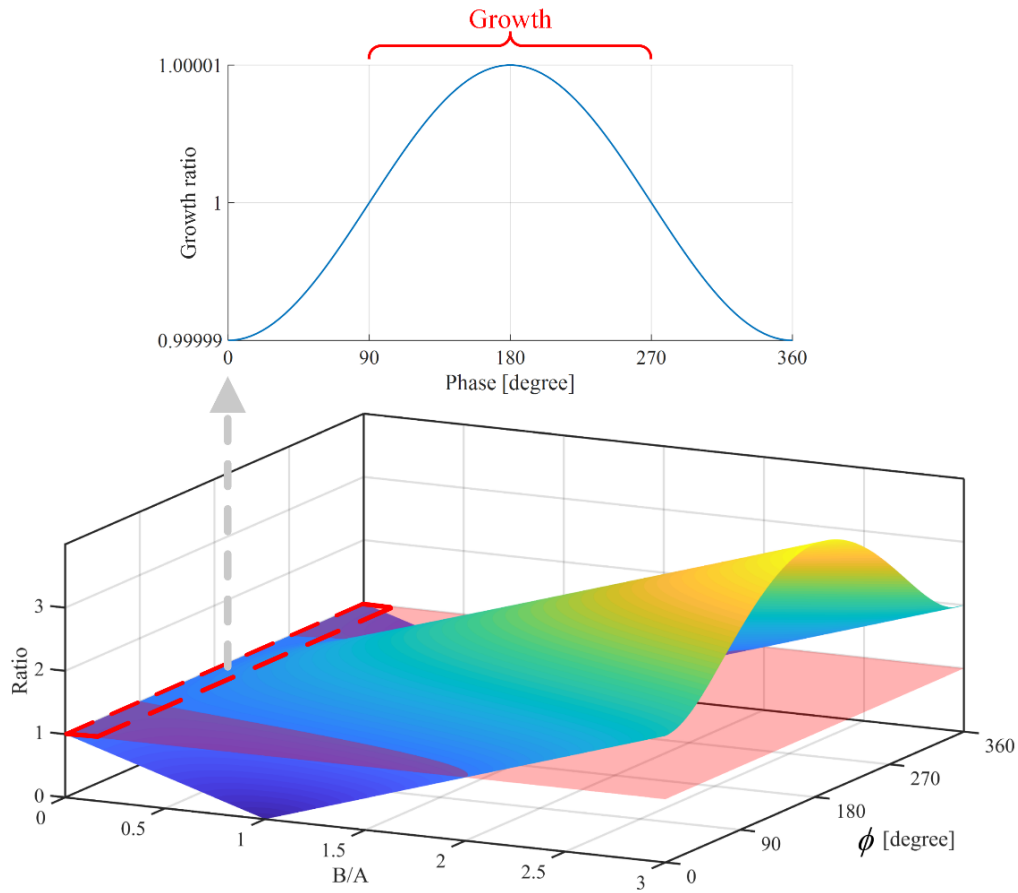 Growth
1.00001
1
0.99999
Growth ratio
0 90 180 270 360
Phase [degree]
3
2
1
0
Ratio
0 0.5 1 1.5 2 2.5 3
B/A
0 90 180 270 360
ϕ [degree]